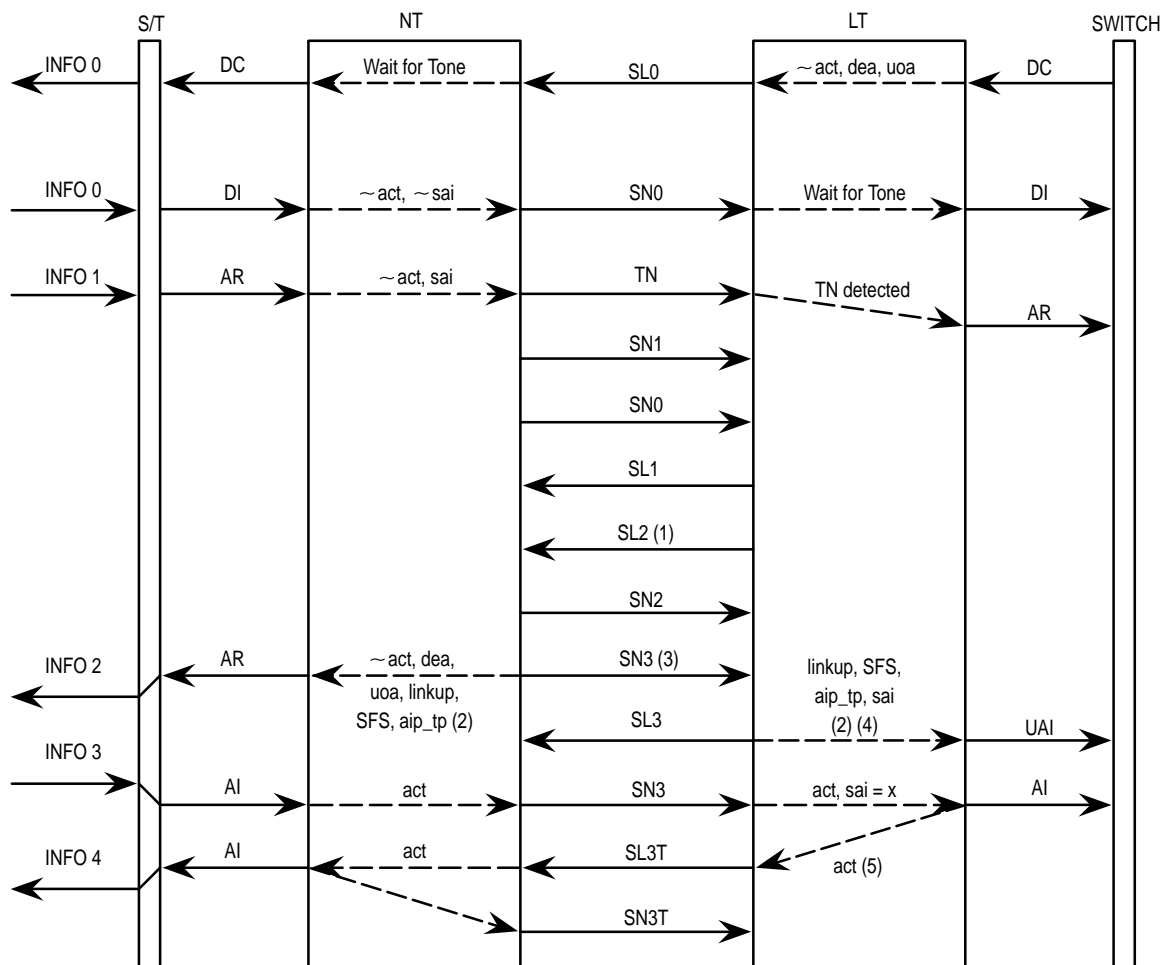 S/T
NT
LT
SWITCH
INFO 0
DC
Wait for Tone
SL0
~act, dea, uoa
DC
INFO 0
DI
~act, ~sai
SN0
Wait for Tone
DI
INFO 1
AR
~act, sai
TN
TN detected
AR
SN1
SN0
SL1
SL2 (1)
SN2
INFO 2
AR
~act, dea,
uoa, linkup,
SFS, aip_tp (2)
SN3 (3)
linkup, SFS,
aip_tp, sai
(2) (4)
SL3
UAI
INFO 3
AI
act
SN3
act, sai = x
AI
INFO 4
AI
act
SL3T
act (5)
SN3T